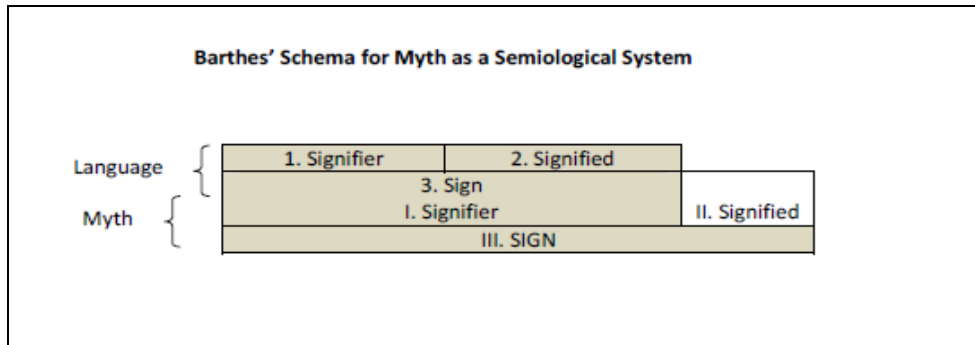 Barthes' Schema for Myth as a Semiological System
Language
1. Signifier
2. Signified
3. Sign
Myth
I. Signifier
II. Signified
III. SIGN